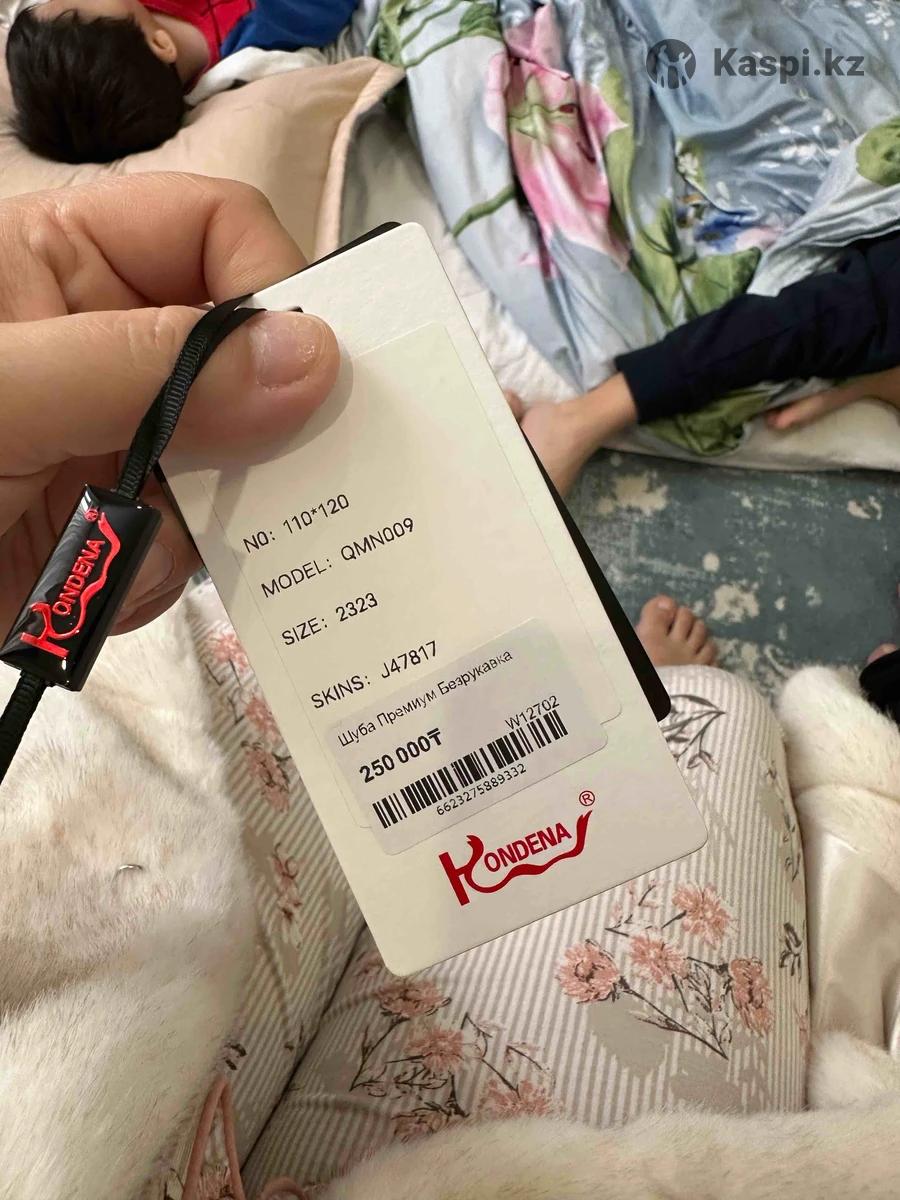 Kaspi.kz
N0: 110*120
MODEL: QMN009
SIZE: 2323
SKINS: J47817
Шуба Премиум Безрукавка
250 000₸
W12702
6623275889332
KONDENA®
KONDENA®